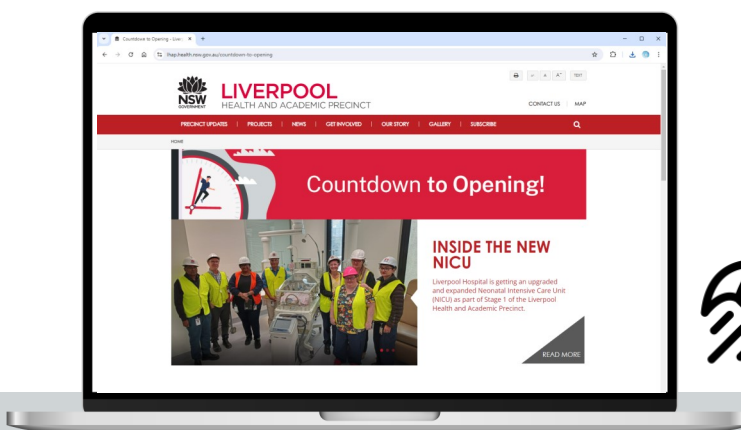 Countdown to Opening - Liver
lhap.health.nsw.gov.au/countdown-to-opening
A
A+
TEXT
NSW
GOVERNMENT
LIVERPOOL
HEALTH AND ACADEMIC PRECINCT
CONTACT US | MAP
PRECINCT UPDATES | PROJECTS | NEWS | GET INVOLVED | OUR STORY | GALLERY | SUBSCRIBE
HOME
Countdown to Opening!
INSIDE THE NEW
NICU
Liverpool Hospital is getting an upgraded
and expanded Neonatal Intensive Care Unit
(NICU) as part of Stage 1 of the Liverpool
Health and Academic Precinct.
READ MORE